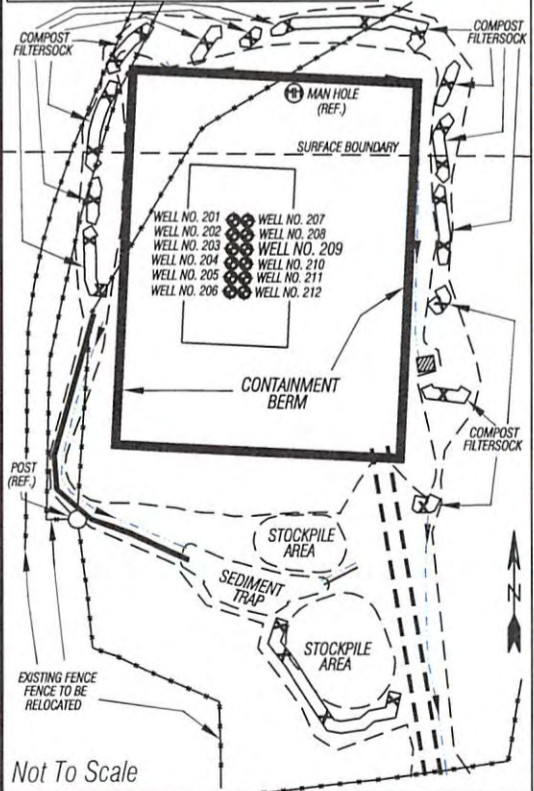 COMPOST
FILTERSOCK
COMPOST
FILTERSOCK
MAN HOLE
(REF.)
SURFACE BOUNDARY
WELL NO. 201
WELL NO. 207
WELL NO. 202
WELL NO. 208
WELL NO. 203
WELL NO. 209
WELL NO. 204
WELL NO. 210
WELL NO. 205
WELL NO. 211
WELL NO. 206
WELL NO. 212
CONTAINMENT
BERM
COMPOST
FILTERSOCK
POST
(REF.)
STOCKPILE
AREA
SEDIMENT
TRAP
STOCKPILE
AREA
N
EXISTING FENCE
FENCE TO BE
RELOCATED
Not To Scale